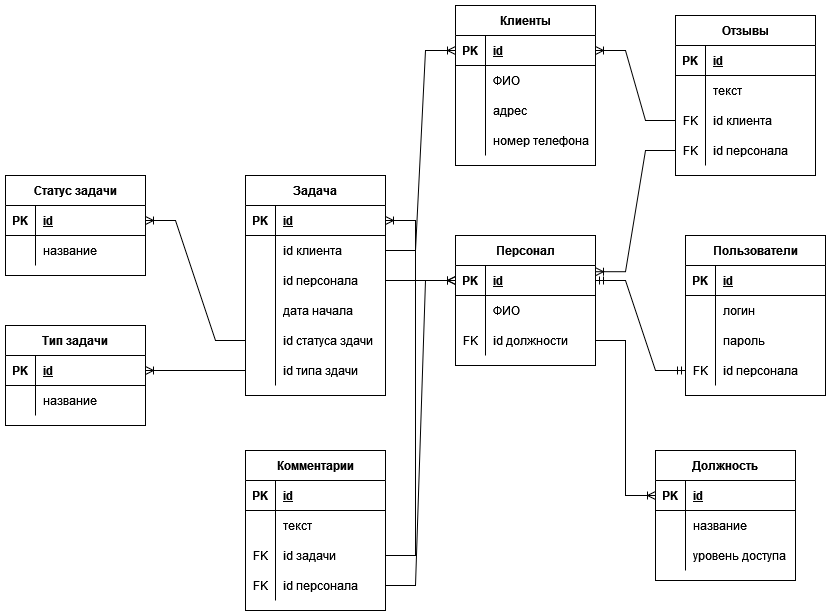 Клиенты
PK id
ФИО
адрес
номер телефона
Отзывы
PK id
текст
FK id клиента
FK id персонала
Статус задачи
PK id
название
Задача
PK id
id клиента
id персонала
дата начала
id статуса здачи
id типа здачи
Персонал
PK id
ФИО
FK id должности
Пользователи
PK id
логин
пароль
FK id персонала
Тип задачи
PK id
название
Комментарии
PK id
текст
FK id задачи
FK id персонала
Должность
PK id
название
уровень доступа